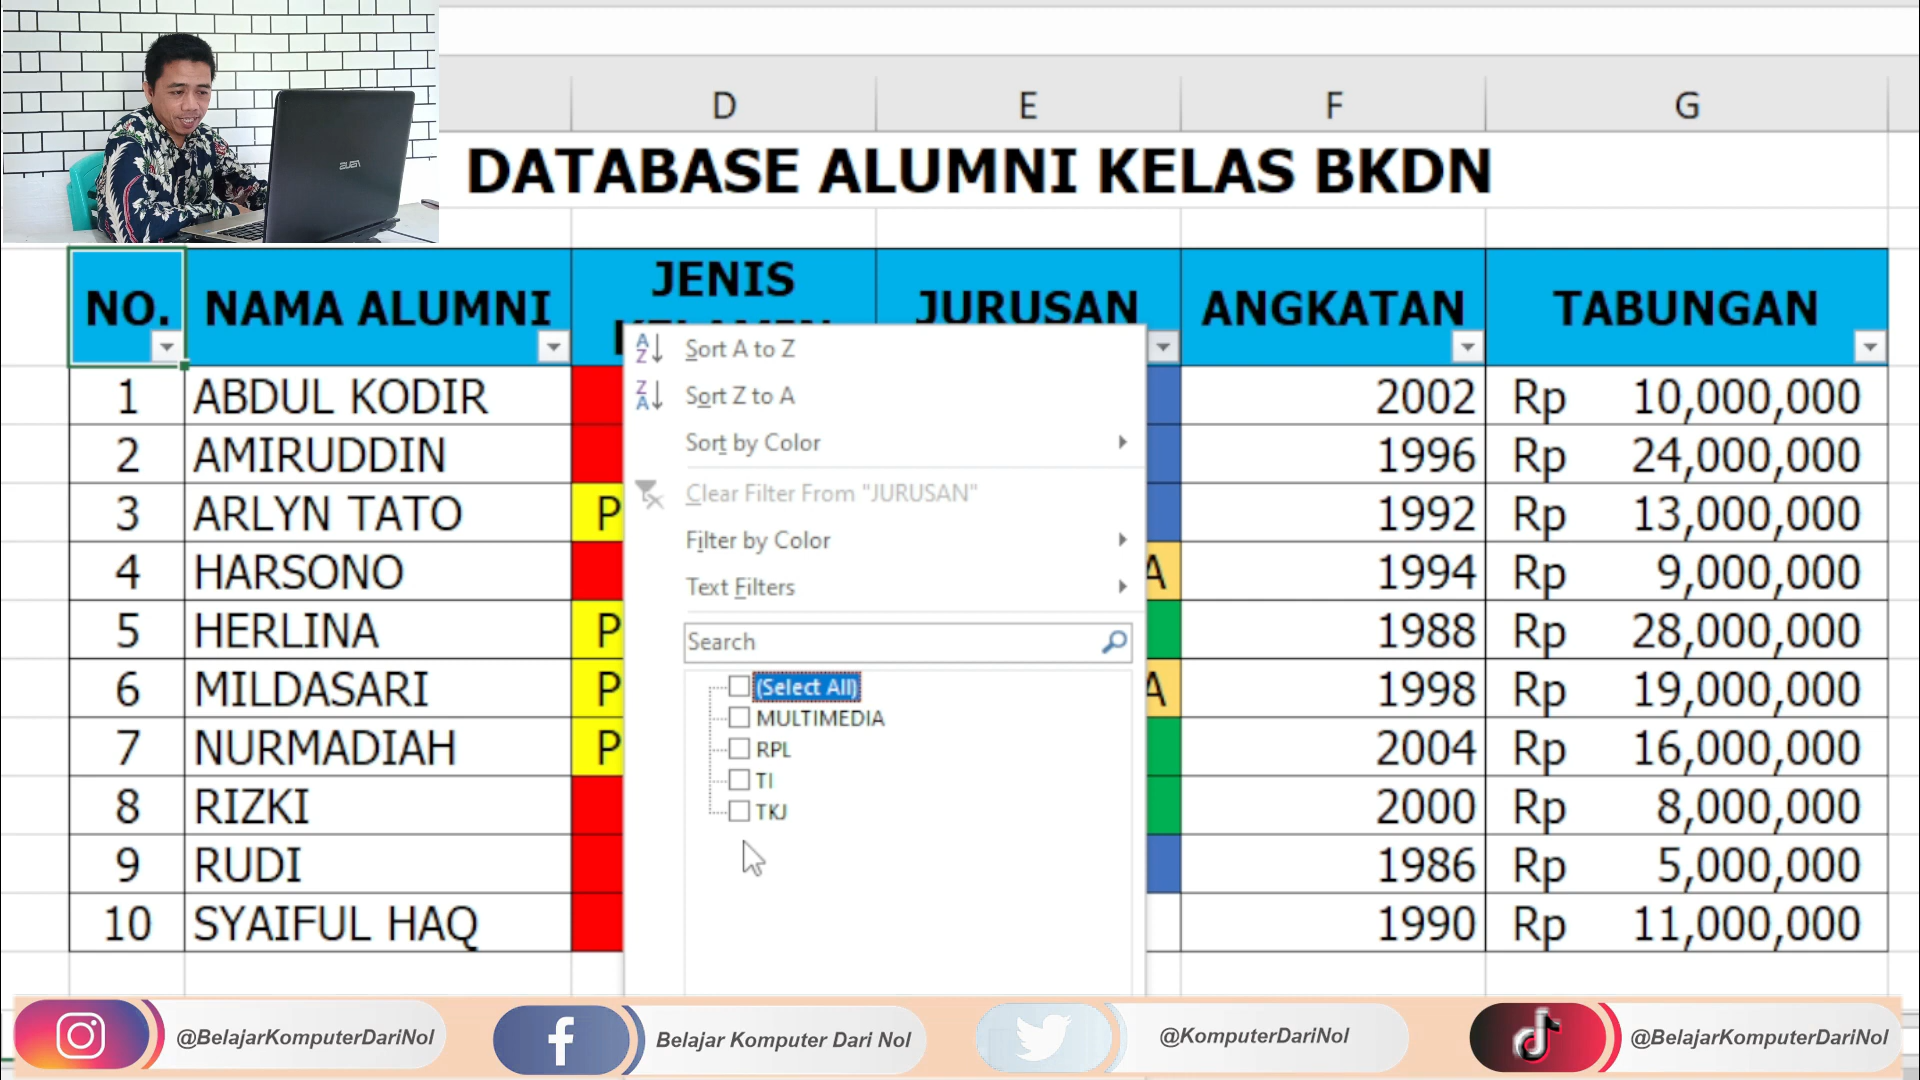 ASUS
D E F G
DATABASE ALUMNI KELAS BKDN
NO. NAMA ALUMNI JENIS JURUSAN ANGKATAN TABUNGAN
1 ABDUL KODIR 2002 Rp 10,000,000
2 AMIRUDDIN 1996 Rp 24,000,000
3 ARLYN TATO P 1992 Rp 13,000,000
4 HARSONO A 1994 Rp 9,000,000
5 HERLINA P 1988 Rp 28,000,000
6 MILDASARI P A 1998 Rp 19,000,000
7 NURMADIAH P 2004 Rp 16,000,000
8 RIZKI 2000 Rp 8,000,000
9 RUDI 1986 Rp 5,000,000
10 SYAIFUL HAQ 1990 Rp 11,000,000
Sort A to Z
Sort Z to A
Sort by Color
Clear Filter From "JURUSAN"
Filter by Color
Text Filters
Search
(Select All)
MULTIMEDIA
RPL
TI
TKJ
@BelajarKomputerDariNol
Belajar Komputer Dari Nol
@KomputerDariNol
@BelajarKomputerDariNol